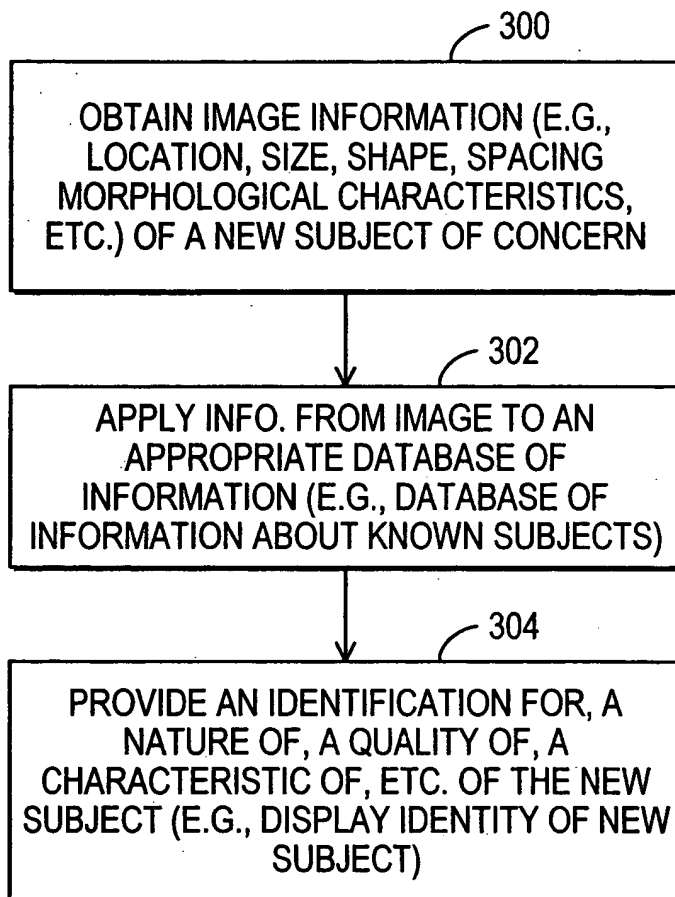 300
OBTAIN IMAGE INFORMATION (E.G.,
LOCATION, SIZE, SHAPE, SPACING
MORPHOLOGICAL CHARACTERISTICS,
ETC.) OF A NEW SUBJECT OF CONCERN
302
APPLY INFO. FROM IMAGE TO AN
APPROPRIATE DATABASE OF
INFORMATION (E.G., DATABASE OF
INFORMATION ABOUT KNOWN SUBJECTS)
304
PROVIDE AN IDENTIFICATION FOR, A
NATURE OF, A QUALITY OF, A
CHARACTERISTIC OF, ETC. OF THE NEW
SUBJECT (E.G., DISPLAY IDENTITY OF NEW
SUBJECT)